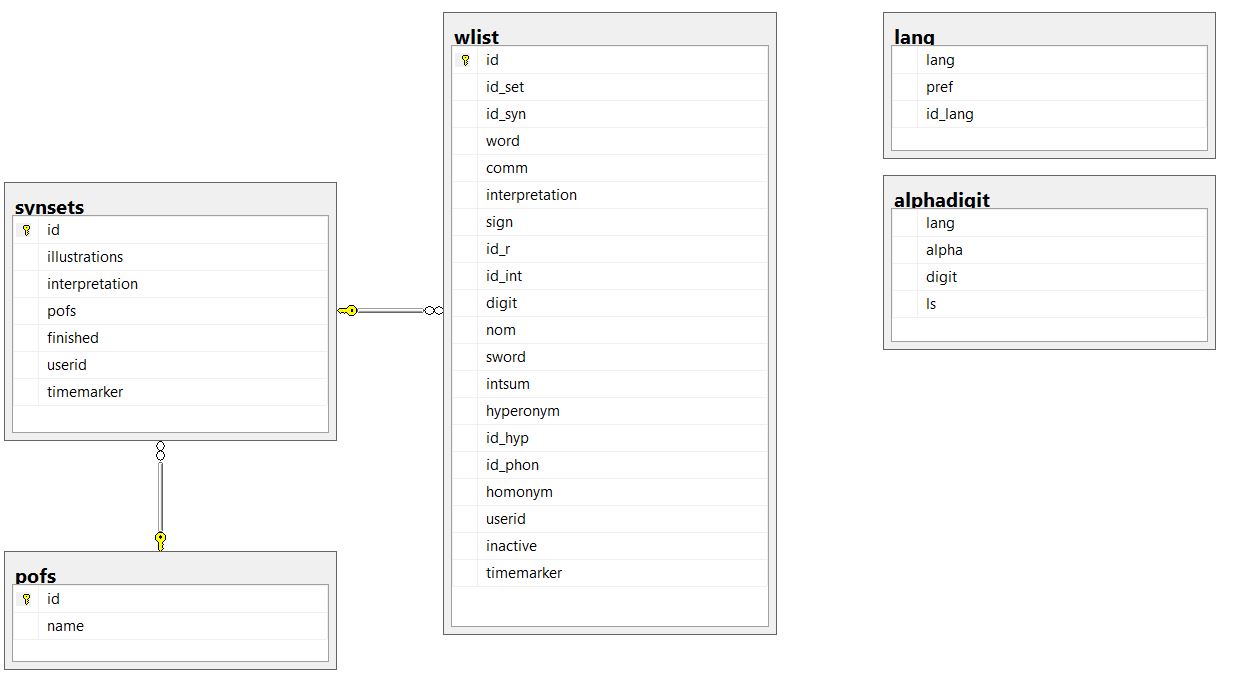 wlist
id
id_set
id_syn
word
comm
interpretation
sign
id_r
id_int
digit
nom
sword
intsum
hyperonym
id_hyp
id_phon
homonym
userid
inactive
timemarker
lang
lang
pref
id_lang
alphadigit
lang
alpha
digit
ls
synsets
id
illustrations
interpretation
pofs
finished
userid
timemarker
pofs
id
name